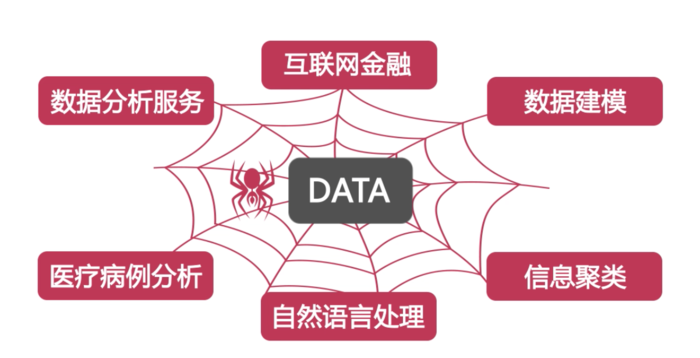 互联网金融
数据分析服务
数据建模
DATA
医疗病例分析
信息聚类
自然语言处理